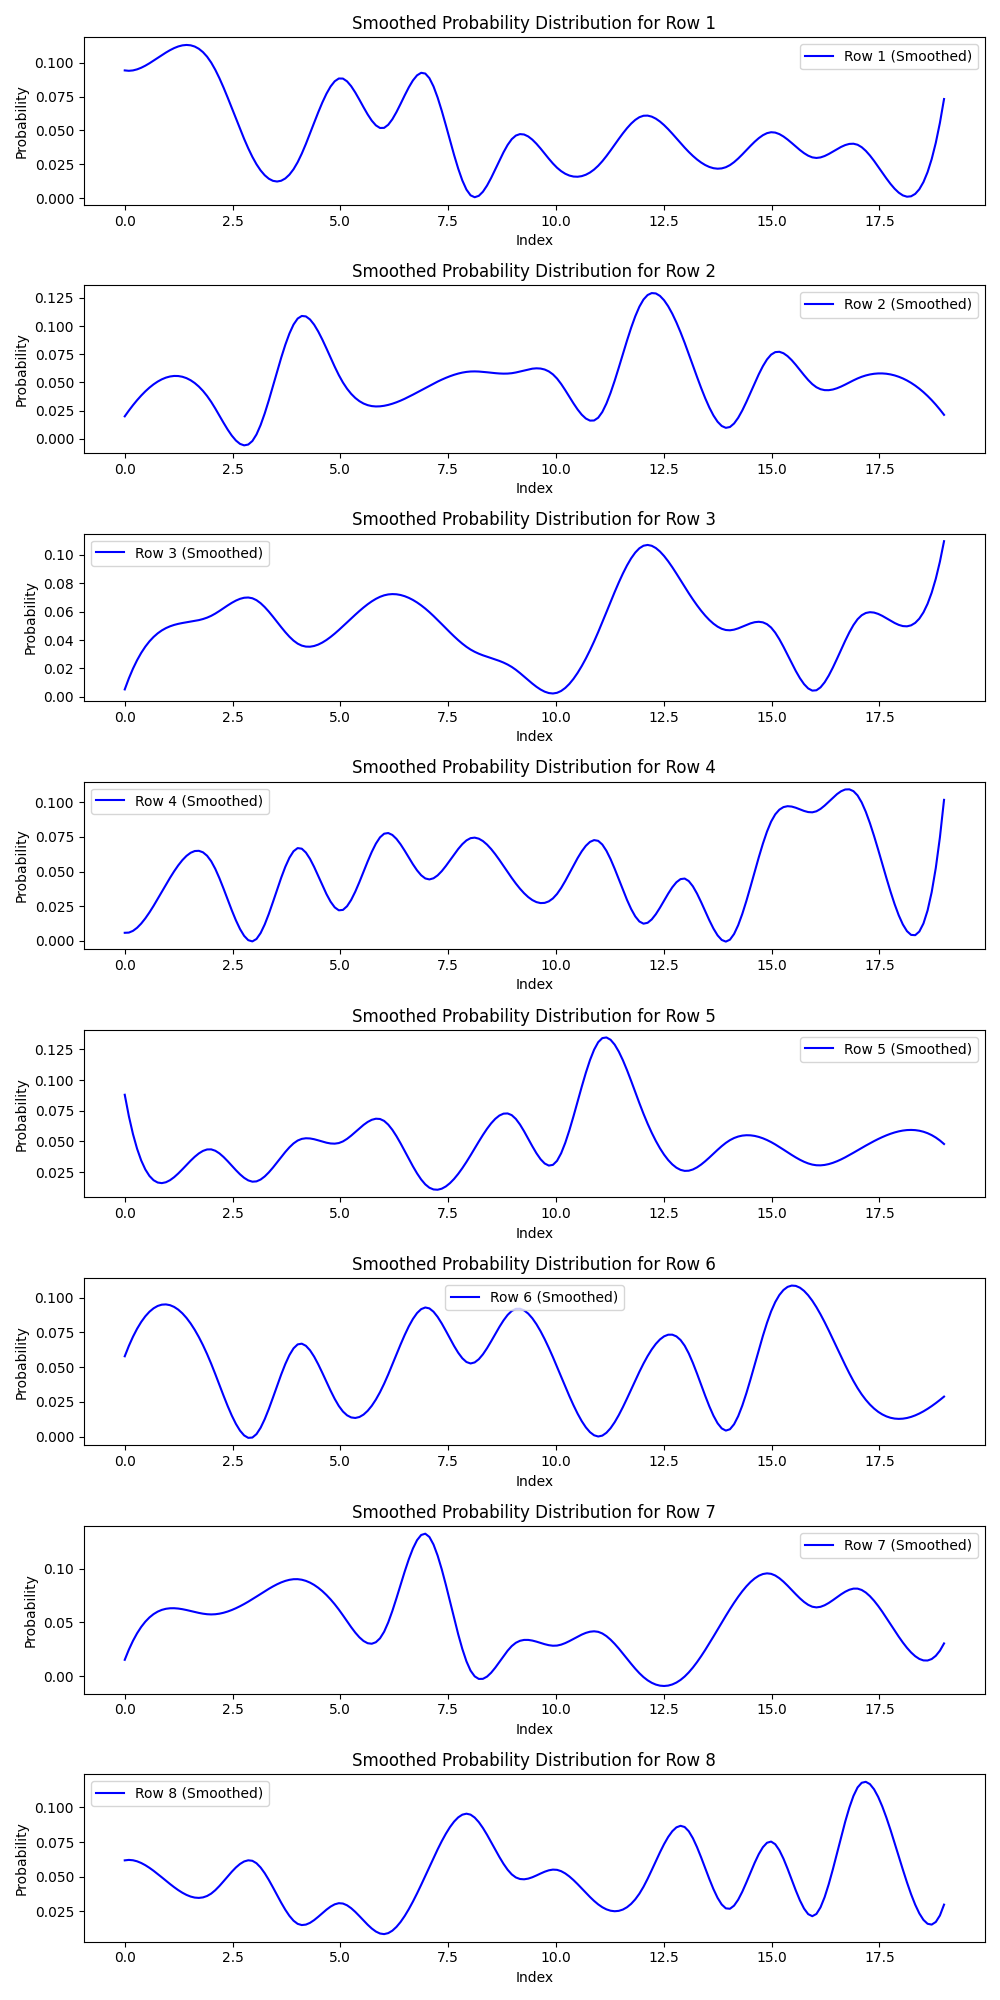 Smoothed Probability Distribution for Row 1
Row 1 (Smoothed)
Probability
0.100
0.075
0.050
0.025
0.000
0.0 2.5 5.0 7.5 10.0 12.5 15.0 17.5
Index
Smoothed Probability Distribution for Row 2
Row 2 (Smoothed)
Probability
0.125
0.100
0.075
0.050
0.025
0.000
0.0 2.5 5.0 7.5 10.0 12.5 15.0 17.5
Index
Smoothed Probability Distribution for Row 3
Row 3 (Smoothed)
Probability
0.10
0.08
0.06
0.04
0.02
0.00
0.0 2.5 5.0 7.5 10.0 12.5 15.0 17.5
Index
Smoothed Probability Distribution for Row 4
Row 4 (Smoothed)
Probability
0.100
0.075
0.050
0.025
0.000
0.0 2.5 5.0 7.5 10.0 12.5 15.0 17.5
Index
Smoothed Probability Distribution for Row 5
Row 5 (Smoothed)
Probability
0.125
0.100
0.075
0.050
0.025
0.0 2.5 5.0 7.5 10.0 12.5 15.0 17.5
Index
Smoothed Probability Distribution for Row 6
Row 6 (Smoothed)
Probability
0.100
0.075
0.050
0.025
0.000
0.0 2.5 5.0 7.5 10.0 12.5 15.0 17.5
Index
Smoothed Probability Distribution for Row 7
Row 7 (Smoothed)
Probability
0.10
0.05
0.00
0.0 2.5 5.0 7.5 10.0 12.5 15.0 17.5
Index
Smoothed Probability Distribution for Row 8
Row 8 (Smoothed)
Probability
0.100
0.075
0.050
0.025
0.0 2.5 5.0 7.5 10.0 12.5 15.0 17.5
Index